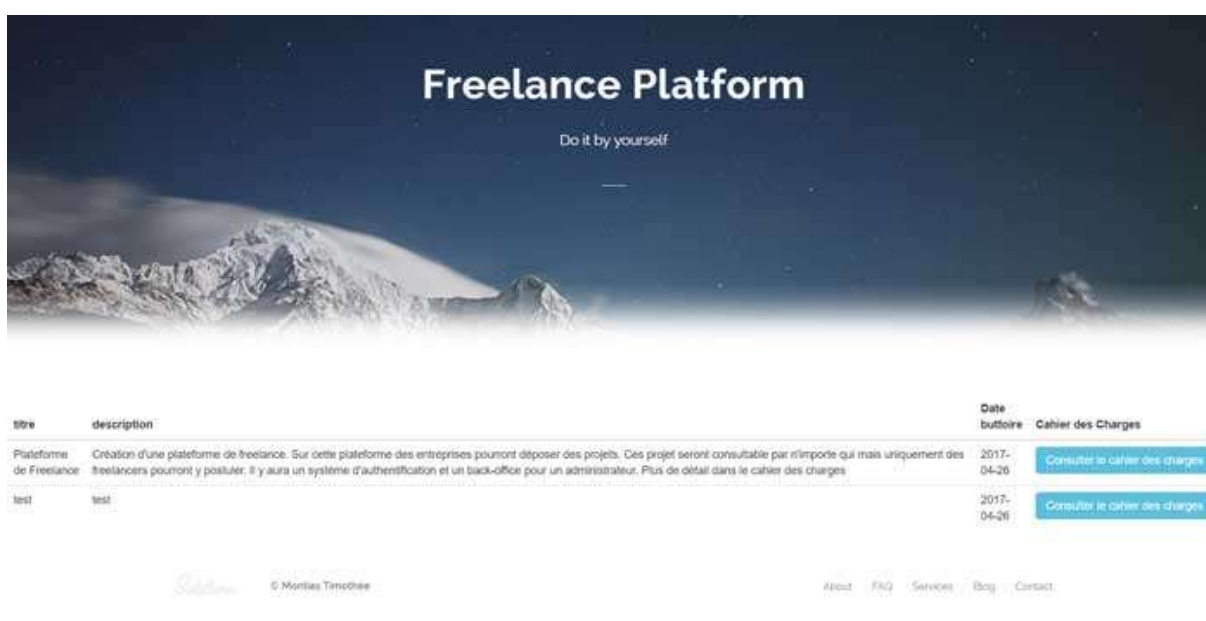 Freelance Platform
Do it by yourself
Date
titre description buttoire Cahier des Charges
Plateforme Création d'une plateforme de freelance. Sur cette plateforme des entreprises pourront déposer des projets. Ces projet seront consultable par n'importe qui mais uniquement des 2017-
de Freelance freelancers pourront y postuler. Il y aura un système d'authentification et un back-office pour un administrateur. Plus de détail dans le cahier des charges 04-26
Consulter le cahier des charges
test test 2017-
04-26
Consulter le cahier des charges
© Montias Timothée About FAQ Services Blog Contact